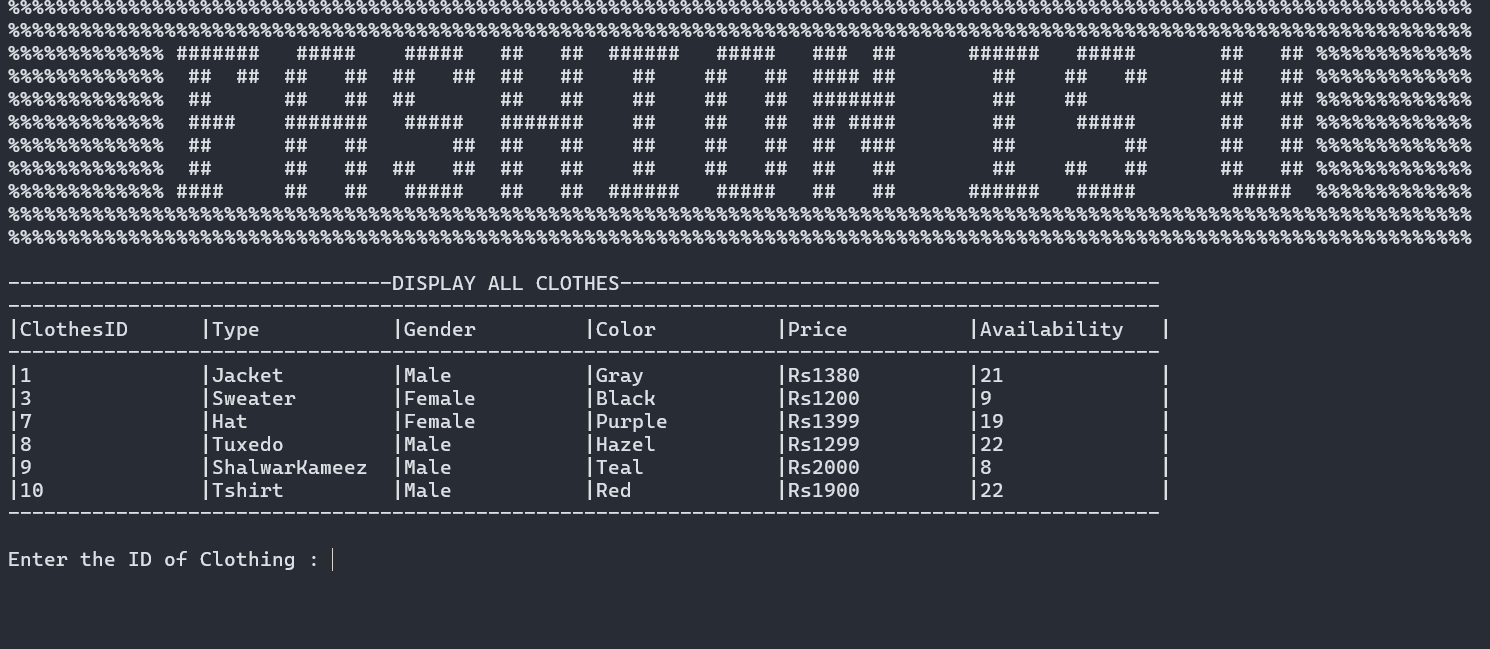 FASHION IS U
--------------------------------DISPLAY ALL CLOTHES---------------------------------------------
|ClothesID |Type |Gender |Color |Price |Availability |
|1 |Jacket |Male |Gray |Rs1380 |21 |
|3 |Sweater |Female |Black |Rs1200 |9 |
|7 |Hat |Female |Purple |Rs1399 |19 |
|8 |Tuxedo |Male |Hazel |Rs1299 |22 |
|9 |ShalwarKameez |Male |Teal |Rs2000 |8 |
|10 |Tshirt |Male |Red |Rs1900 |22 |
Enter the ID of Clothing :